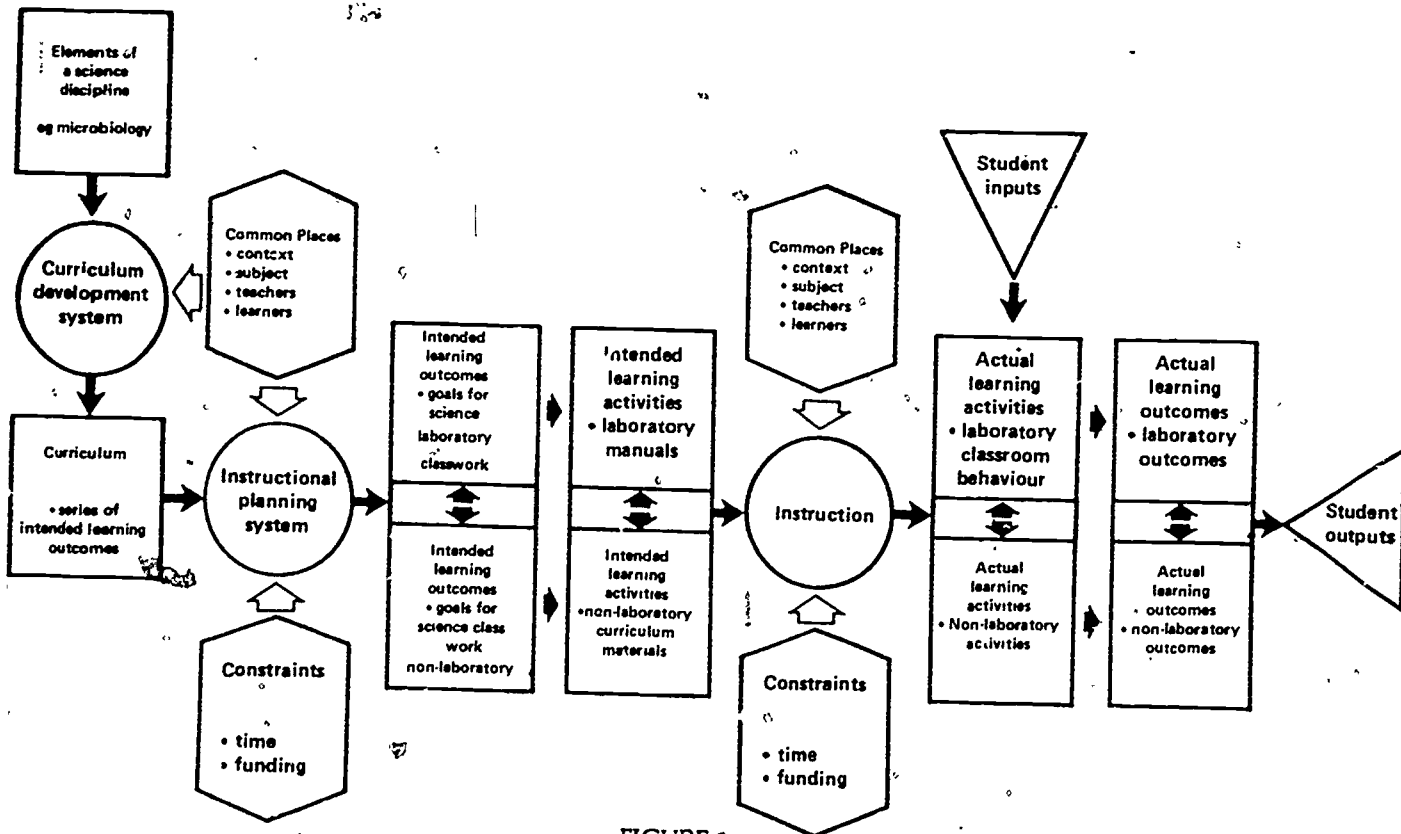 Elements of
a science
discipline
eg microbiology
Curriculum
development
system
Common Places
• context
• subject
• teachers
• learners
Curriculum
• series of
intended learning
outcomes
Instructional
planning
system
Constraints
• time
• funding
Intended
learning
outcomes
• goals for
science
laboratory
classwork
Intended
learning
outcomes
• goals for
science class
work
non-laboratory
Intended
learning
activities
• laboratory
manuals
Intended
learning
activities
• non-laboratory
curriculum
materials
Common Places
• context
• subject
• teachers
• learners
Instruction
Constraints
• time
• funding
Student
inputs
Actual
learning
activities
• laboratory
classroom
behaviour
Actual
learning
activities
• Non-laboratory
activities
Actual
learning
outcomes
• laboratory
outcomes
Actual
learning
outcomes
• non-laboratory
outcomes
Student
outputs
FIGURE